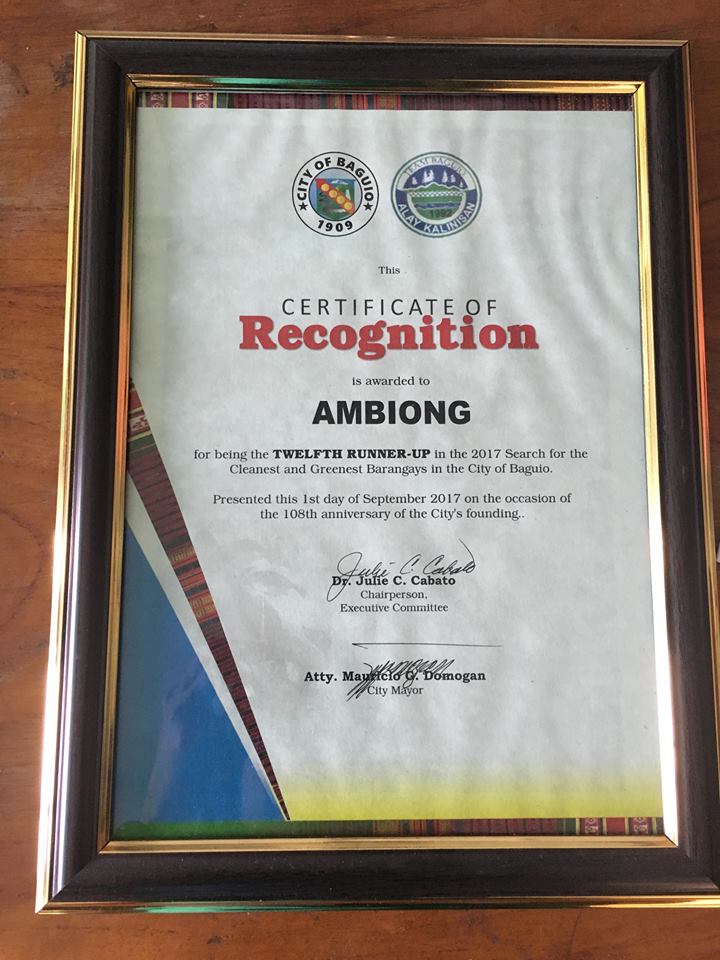 CITY OF BAGUIO
1909
TEAM BAGUIO
1992
ALAY KALINISAN
This
CERTIFICATE OF
Recognition
is awarded to
AMBIONG
for being the TWELFTH RUNNER-UP in the 2017 Search for the
Cleanest and Greenest Barangays in the City of Baguio.
Presented this 1st day of September 2017 on the occasion of
the 108th anniversary of the City's founding..
Julie C. Cabato
Dr. Julie C. Cabato
Chairperson,
Executive Committee
Atty. Mauricio G. Domogan
City Mayor